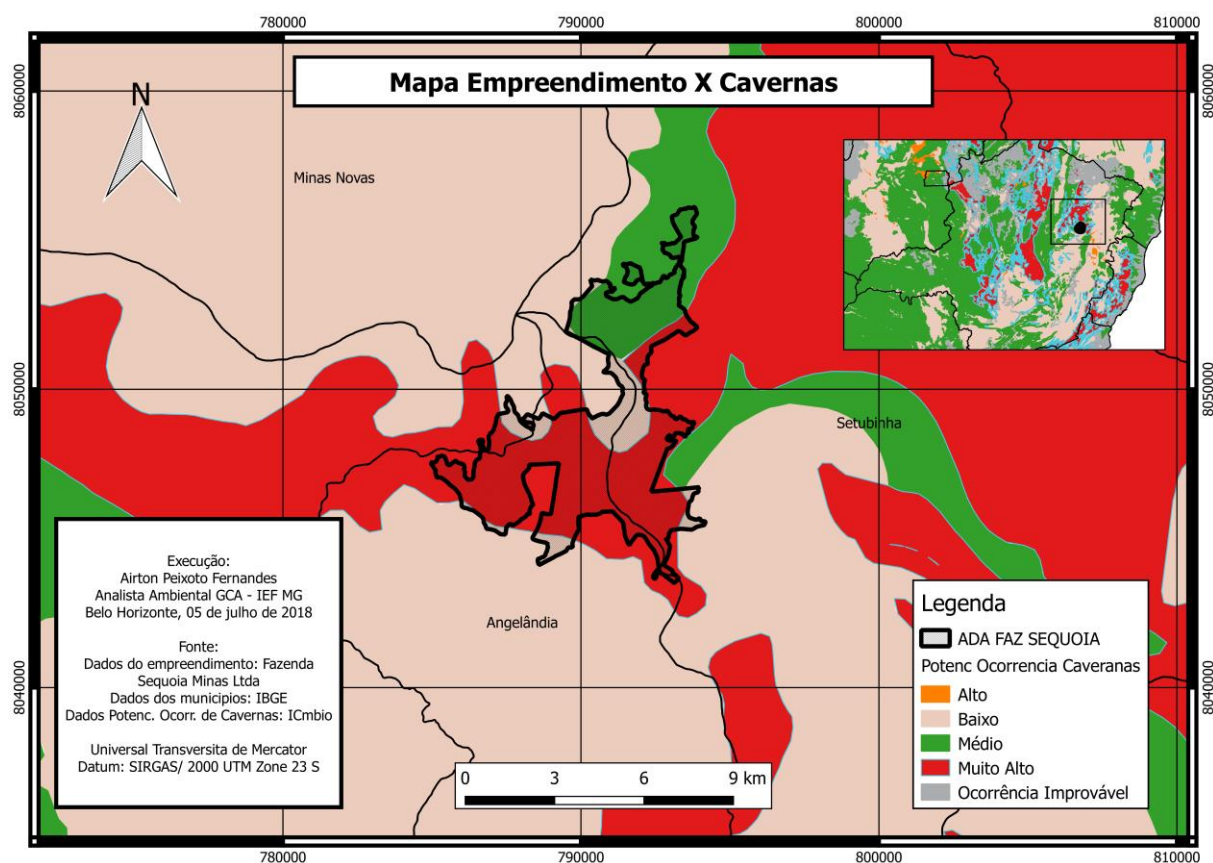 780000
790000
800000
810000
Mapa Empreendimento X Cavernas
8060000
8060000
N
Minas Novas
8050000
8050000
Setubinha
Execução:
Airton Peixoto Fernandes
Analista Ambiental GCA - IEF MG
Belo Horizonte, 05 de julho de 2018
Fonte:
Dados do empreendimento: Fazenda
Sequoia Minas Ltda
Dados dos municipios: IBGE
Dados Potenc. Ocorr. de Cavernas: ICmbio
Universal Transversita de Mercator
Datum: SIRGAS/ 2000 UTM Zone 23 S
Angelândia
Legenda
ADA FAZ SEQUOIA
Potenc Ocorrencia Caveranas
Alto
Baixo
Médio
Muito Alto
Ocorrência Improvável
8040000
8040000
0 3 6 9 km
780000
790000
800000
810000